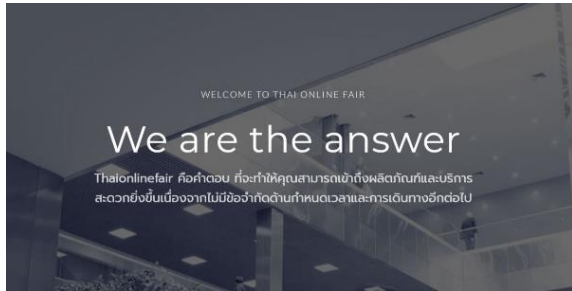 WELCOME TO THAI ONLINE FAIR
We are the answer
Thaionlinefair คือคำตอบ ที่จะทำให้คุณสามารถเข้าถึงผลิตภัณฑ์และบริการ
สะดวกยิ่งขึ้นเนื่องจากไม่มีข้อจำกัดด้านกำหนดเวลาและการเดินทางอีกต่อไป